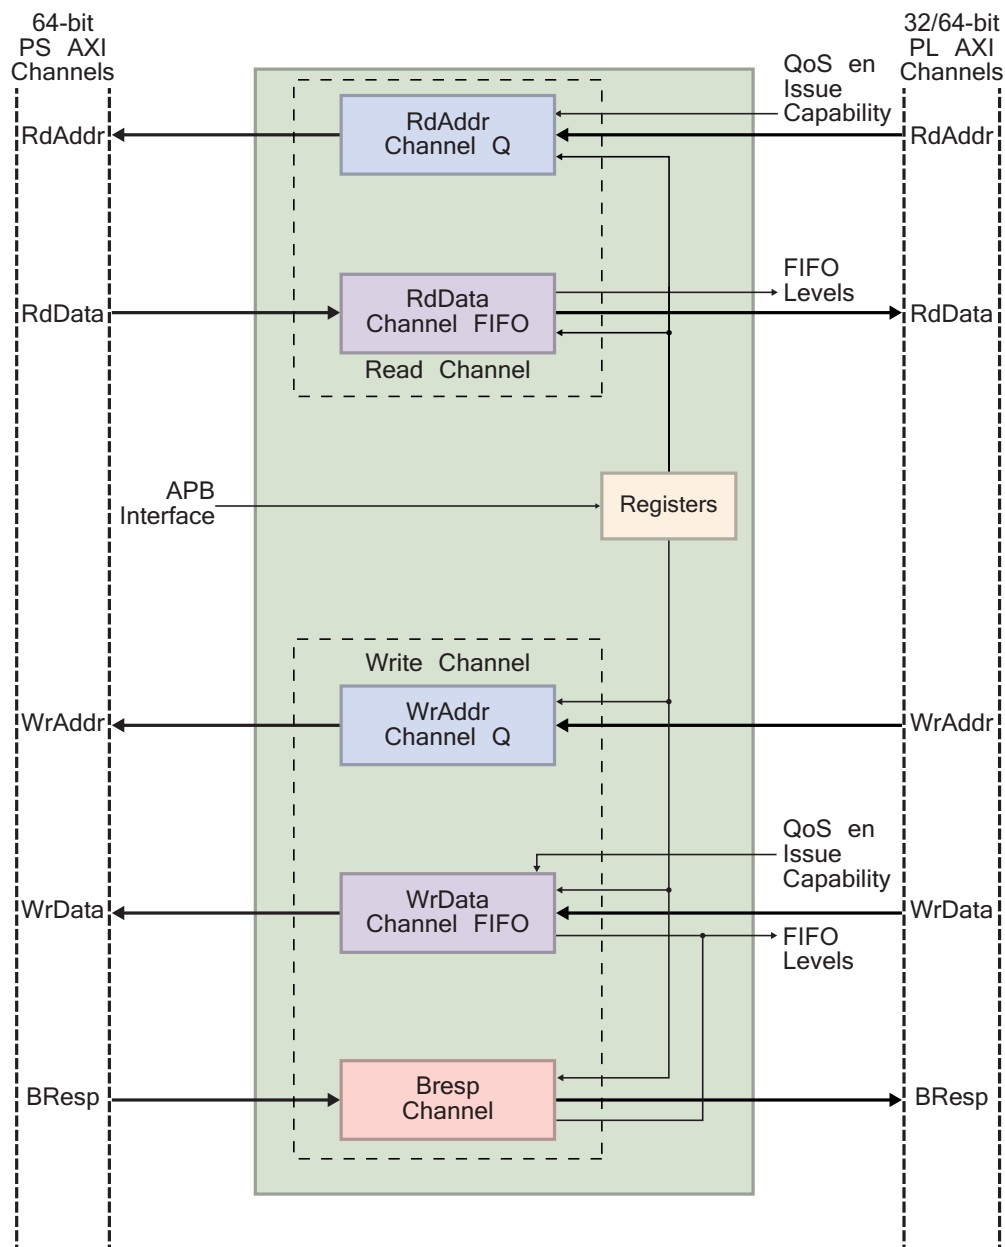 64-bit
PS AXI
Channels
32/64-bit
PL AXI
Channels
QoS en
Issue
Capability
RdAddr
RdAddr
Channel Q
RdAddr
FIFO
Levels
RdData
RdData
Channel FIFO
RdData
Read Channel
APB
Interface
Registers
Write Channel
WrAddr
WrAddr
Channel Q
WrAddr
QoS en
Issue
Capability
WrData
WrData
Channel FIFO
WrData
FIFO
Levels
BResp
Bresp
Channel
BResp